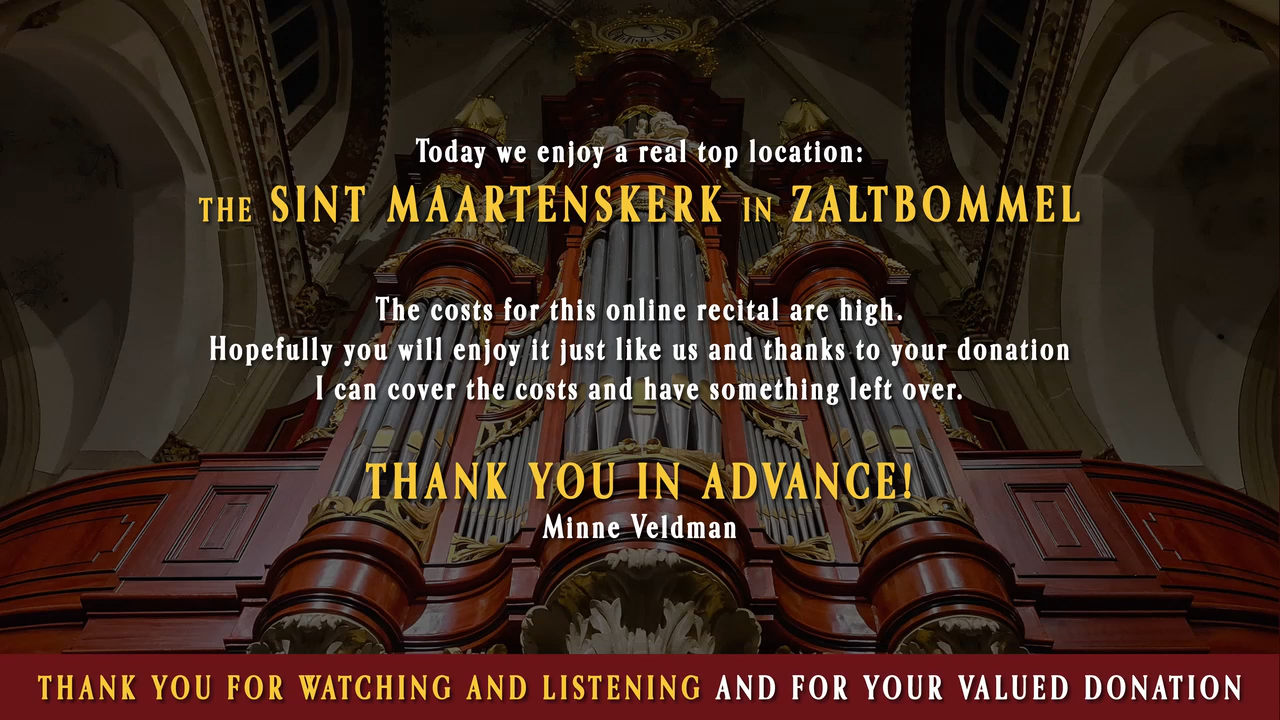 Today we enjoy a real top location:
THE SINT MAARTENSKERK IN ZALTBOMMEL
The costs for this online recital are high.
Hopefully you will enjoy it just like us and thanks to your donation
I can cover the costs and have something left over.
THANK YOU IN ADVANCE!
Minne Veldman
THANK YOU FOR WATCHING AND LISTENING AND FOR YOUR VALUED DONATION